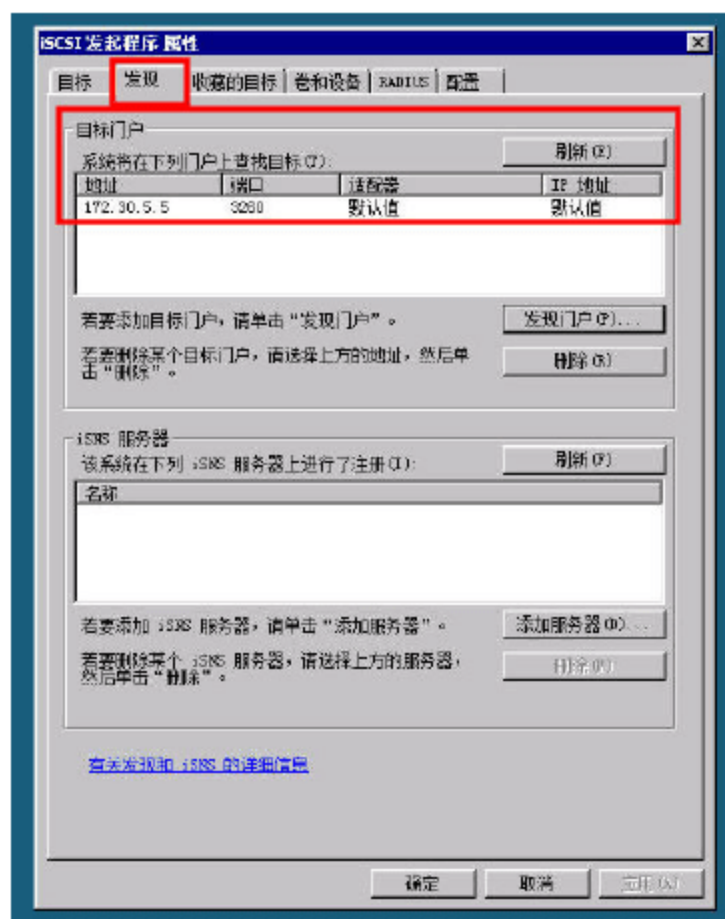 iSCSI 发起程序 属性
目标 发现 收藏的目标 卷和设备 RADIUS 配置
目标门户
系统将在下列门户上查找目标(T): 刷新(E)
地址 端口 适配器 IP 地址
172.30.5.5 3260 默认值 默认值
若要添加目标门户，请单击“发现门户”。 发现门户(P)...
若要删除某个目标门户，请选择上方的地址，然后单
击“删除”。 删除(R)
iSNS 服务器
该系统在下列 iSNS 服务器上进行了注册(I): 刷新(F)
名称
若要添加 iSNS 服务器，请单击“添加服务器”。 添加服务器(D)...
若要删除某个 iSNS 服务器，请选择上方的服务器，
然后单击“删除”。 删除
有关发现和 iSNS 的详细信息
确定 取消 应用(A)